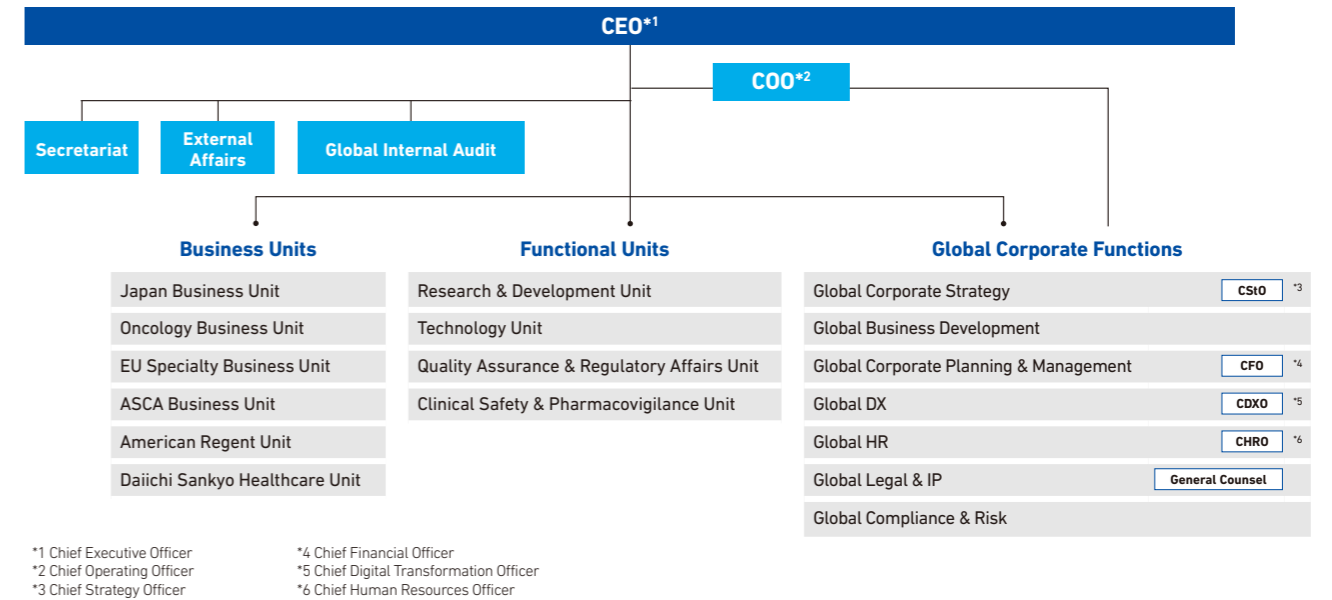 CEO*1
COO*2
Secretariat
External
Affairs
Global Internal Audit
Business Units
Japan Business Unit
Oncology Business Unit
EU Specialty Business Unit
ASCA Business Unit
American Regent Unit
Daiichi Sankyo Healthcare Unit
Functional Units
Research & Development Unit
Technology Unit
Quality Assurance & Regulatory Affairs Unit
Clinical Safety & Pharmacovigilance Unit
Global Corporate Functions
Global Corporate Strategy CStO *3
Global Business Development
Global Corporate Planning & Management CFO *4
Global DX CDXO *5
Global HR CHRO *6
Global Legal & IP General Counsel
Global Compliance & Risk
*1 Chief Executive Officer
*2 Chief Operating Officer
*3 Chief Strategy Officer
*4 Chief Financial Officer
*5 Chief Digital Transformation Officer
*6 Chief Human Resources Officer